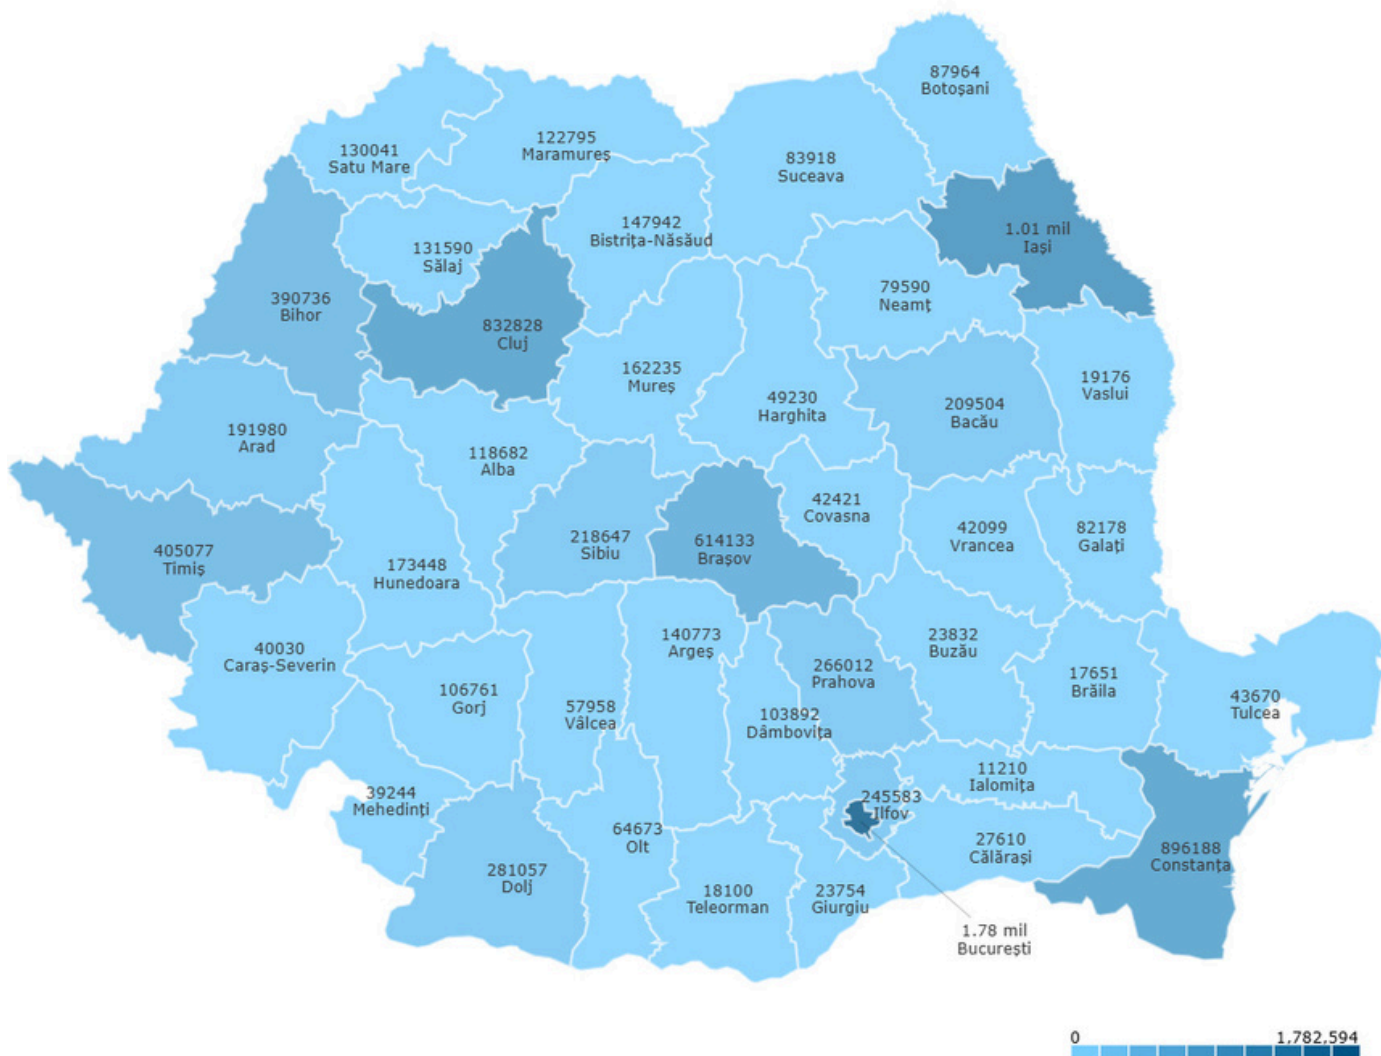 87964
Botoșani
122795
Maramureș
130041
Satu Mare
83918
Suceava
147942
Bistrița-Năsăud
1.01 mil
Iași
131590
Sălaj
79590
Neamț
390736
Bihor
832828
Cluj
162235
Mureș
49230
Harghita
19176
Vaslui
209504
Bacău
191980
Arad
118682
Alba
42421
Covasna
42099
Vrancea
82178
Galați
218647
Sibiu
614133
Brașov
405077
Timiș
173448
Hunedoara
140773
Argeș
23832
Buzău
40030
Caraș-Severin
266012
Prahova
17651
Brăila
106761
Gorj
43670
Tulcea
57958
Vâlcea
103892
Dâmbovița
11210
Ialomița
39244
Mehedinți
245583
Ilfov
64673
Olt
27610
Călărași
896188
Constanța
281057
Dolj
18100
Teleorman
23754
Giurgiu
1.78 mil
București
0 1,782,594